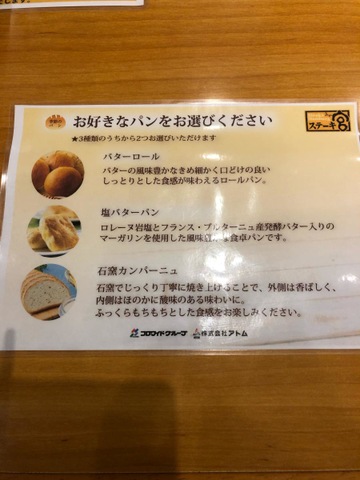 お好きなパンをお選びください
★3種類のうちから2つお選びいただけます
ステーキ宮
バターロール
バターの風味豊かなきめ細かく口どけの良い
しっとりとした食感が味わえるロールパン。
塩バターパン
ロレーヌ岩塩とフランス・ブルターニュ産発酵バター入りの
マーガリンを使用した風味豊かな食卓パンです。
石窯カンパーニュ
石窯でじっくり丁寧に焼き上げることで、外側は香ばしく、
内側はほのかに酸味のある味わいに。
ふっくらもちもちとした食感をお楽しみください。
コロワイドグループ 株式会社アトム